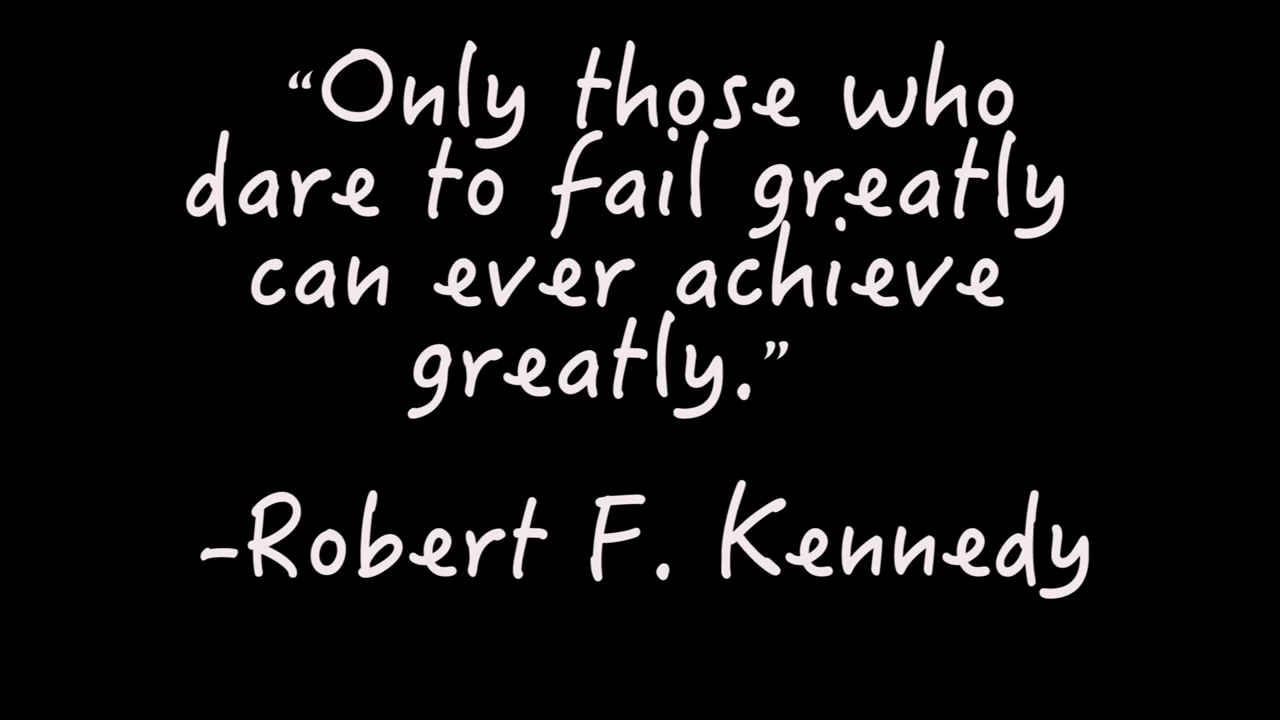 “Only those who
dare to fail greatly
can ever achieve
greatly.”
-Robert F. Kennedy